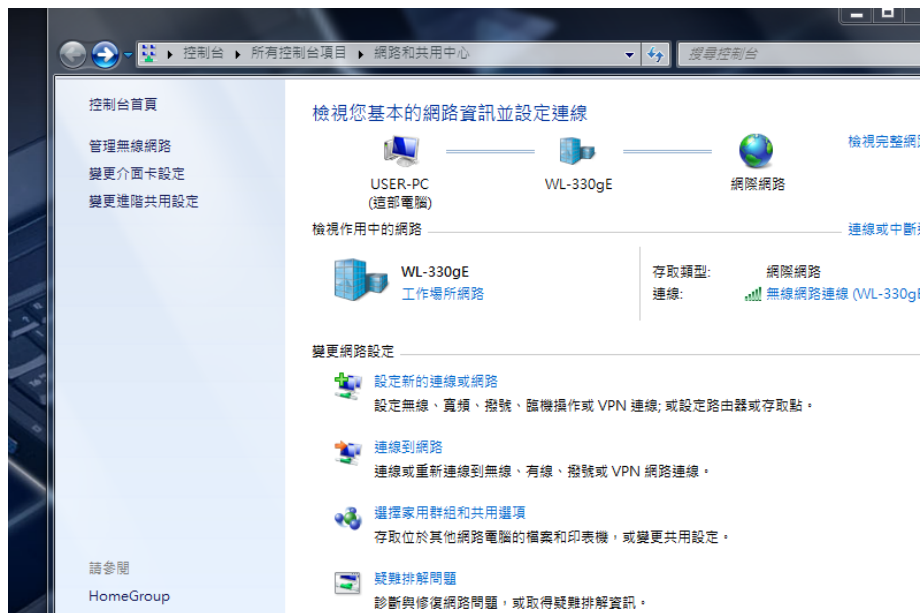 控制台 ▸ 所有控制台項目 ▸ 網路和共用中心
搜尋控制台
控制台首頁
管理無線網路
變更介面卡設定
變更進階共用設定
檢視您基本的網路資訊並設定連線
檢視完整網
USER-PC
(這部電腦)
WL-330gE
網際網路
檢視作用中的網路
連線或中斷
WL-330gE
工作場所網路
存取類型: 網際網路
連線: 無線網路連線 (WL-330gE
變更網路設定
設定新的連線或網路
設定無線、寬頻、撥號、臨機操作或 VPN 連線; 或設定路由器或存取點。
連線到網路
連線或重新連線到無線、有線、撥號或 VPN 網路連線。
選擇家用群組和共用選項
存取位於其他網路電腦的檔案和印表機，或變更共用設定。
疑難排解問題
診斷與修復網路問題，或取得疑難排解資訊。
請參閱
HomeGroup